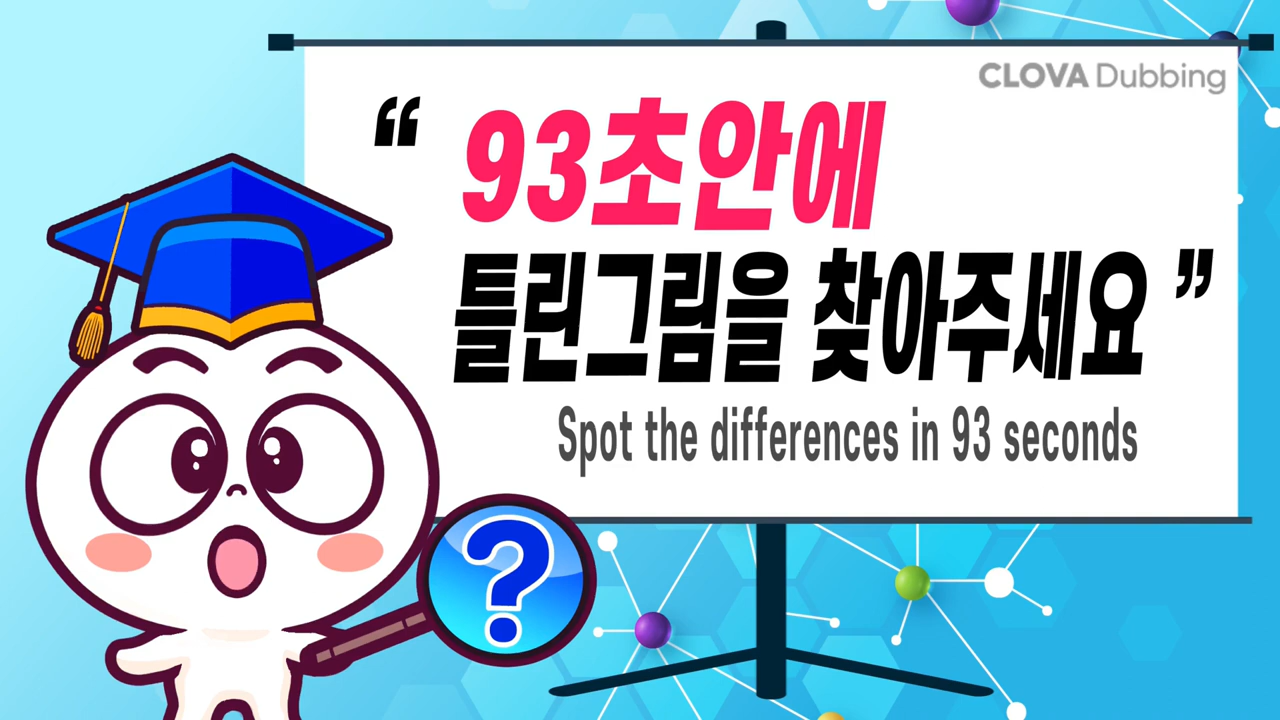 CLOVA Dubbing
“ 93초안에
틀린그림을 찾아주세요 ”
Spot the differences in 93 seconds
?